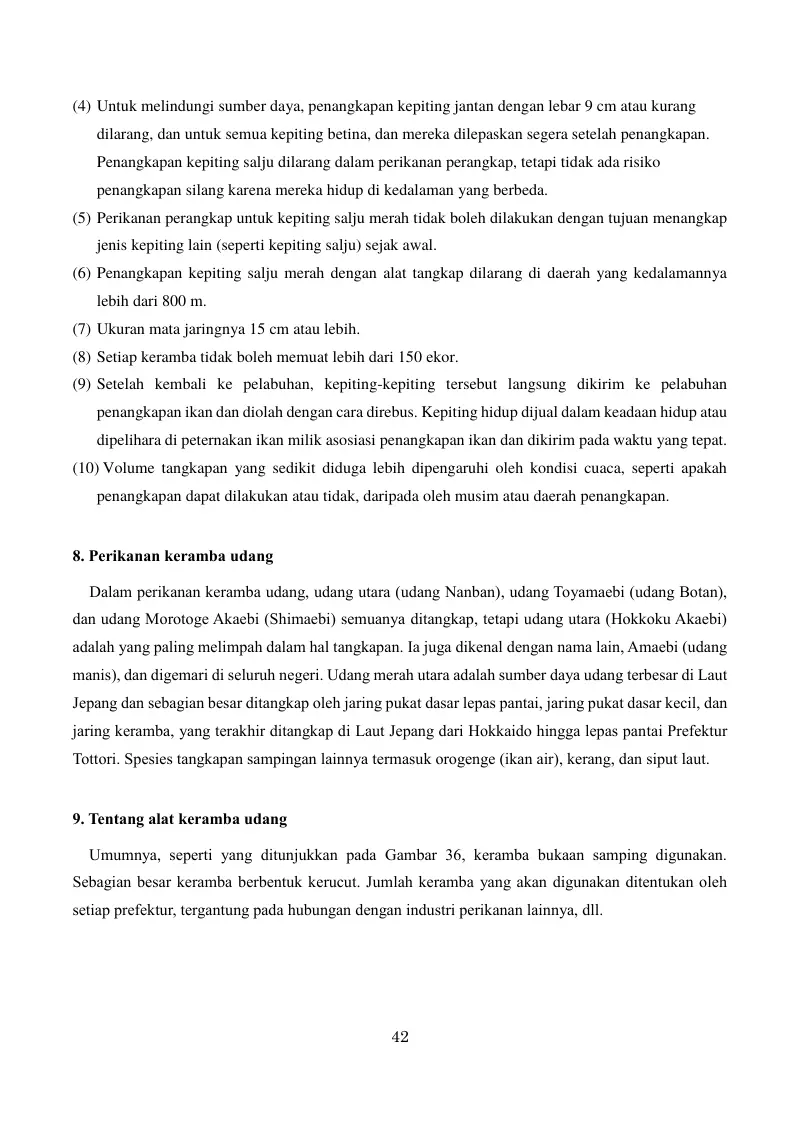 (4) Untuk melindungi sumber daya, penangkapan kepiting jantan dengan lebar 9 cm atau kurang
dilarang, dan untuk semua kepiting betina, dan mereka dilepaskan segera setelah penangkapan.
Penangkapan kepiting salju dilarang dalam perikanan perangkap, tetapi tidak ada risiko
penangkapan silang karena mereka hidup di kedalaman yang berbeda.
(5) Perikanan perangkap untuk kepiting salju merah tidak boleh dilakukan dengan tujuan menangkap
jenis kepiting lain (seperti kepiting salju) sejak awal.
(6) Penangkapan kepiting salju merah dengan alat tangkap dilarang di daerah yang kedalamannya
lebih dari 800 m.
(7) Ukuran mata jaringnya 15 cm atau lebih.
(8) Setiap keramba tidak boleh memuat lebih dari 150 ekor.
(9) Setelah kembali ke pelabuhan, kepiting-kepiting tersebut langsung dikirim ke pelabuhan
penangkapan ikan dan diolah dengan cara direbus. Kepiting hidup dijual dalam keadaan hidup atau
dipelihara di peternakan ikan milik asosiasi penangkapan ikan dan dikirim pada waktu yang tepat.
(10) Volume tangkapan yang sedikit diduga lebih dipengaruhi oleh kondisi cuaca, seperti apakah
penangkapan dapat dilakukan atau tidak, daripada oleh musim atau daerah penangkapan.
8. Perikanan keramba udang
Dalam perikanan keramba udang, udang utara (udang Nanban), udang Toyamaebi (udang Botan),
dan udang Morotoge Akaebi (Shimaebi) semuanya ditangkap, tetapi udang utara (Hokkoku Akaebi)
adalah yang paling melimpah dalam hal tangkapan. Ia juga dikenal dengan nama lain, Amaebi (udang
manis), dan digemari di seluruh negeri. Udang merah utara adalah sumber daya udang terbesar di Laut
Jepang dan sebagian besar ditangkap oleh jaring pukat dasar lepas pantai, jaring pukat dasar kecil, dan
jaring keramba, yang terakhir ditangkap di Laut Jepang dari Hokkaido hingga lepas pantai Prefektur
Tottori. Spesies tangkapan sampingan lainnya termasuk orogenge (ikan air), kerang, dan siput laut.
9. Tentang alat keramba udang
Umumnya, seperti yang ditunjukkan pada Gambar 36, keramba bukaan samping digunakan.
Sebagian besar keramba berbentuk kerucut. Jumlah keramba yang akan digunakan ditentukan oleh
setiap prefektur, tergantung pada hubungan dengan industri perikanan lainnya, dll.
42